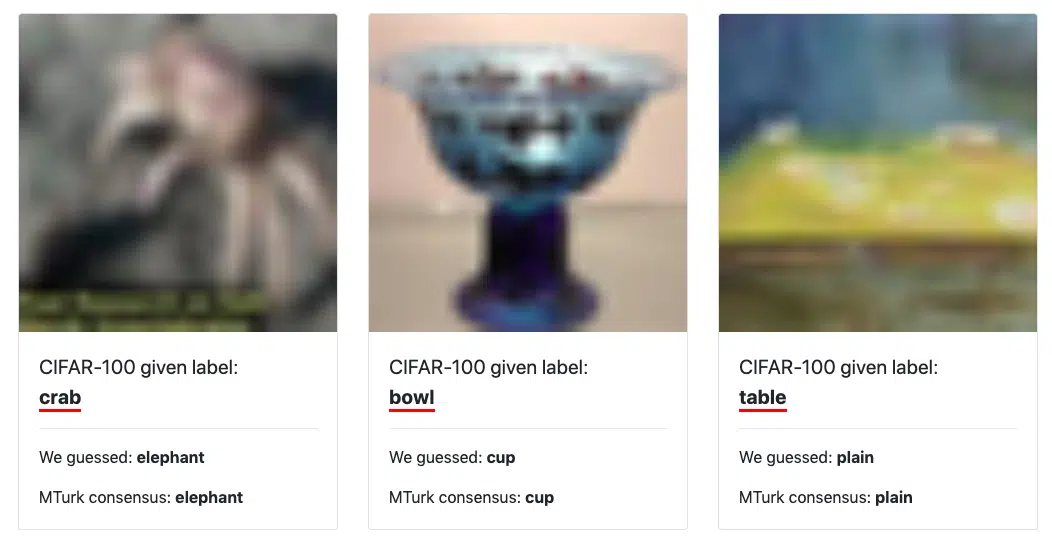 CIFAR-100 given label:
crab
We guessed: elephant
MTurk consensus: elephant
CIFAR-100 given label:
bowl
We guessed: cup
MTurk consensus: cup
CIFAR-100 given label:
table
We guessed: plain
MTurk consensus: plain